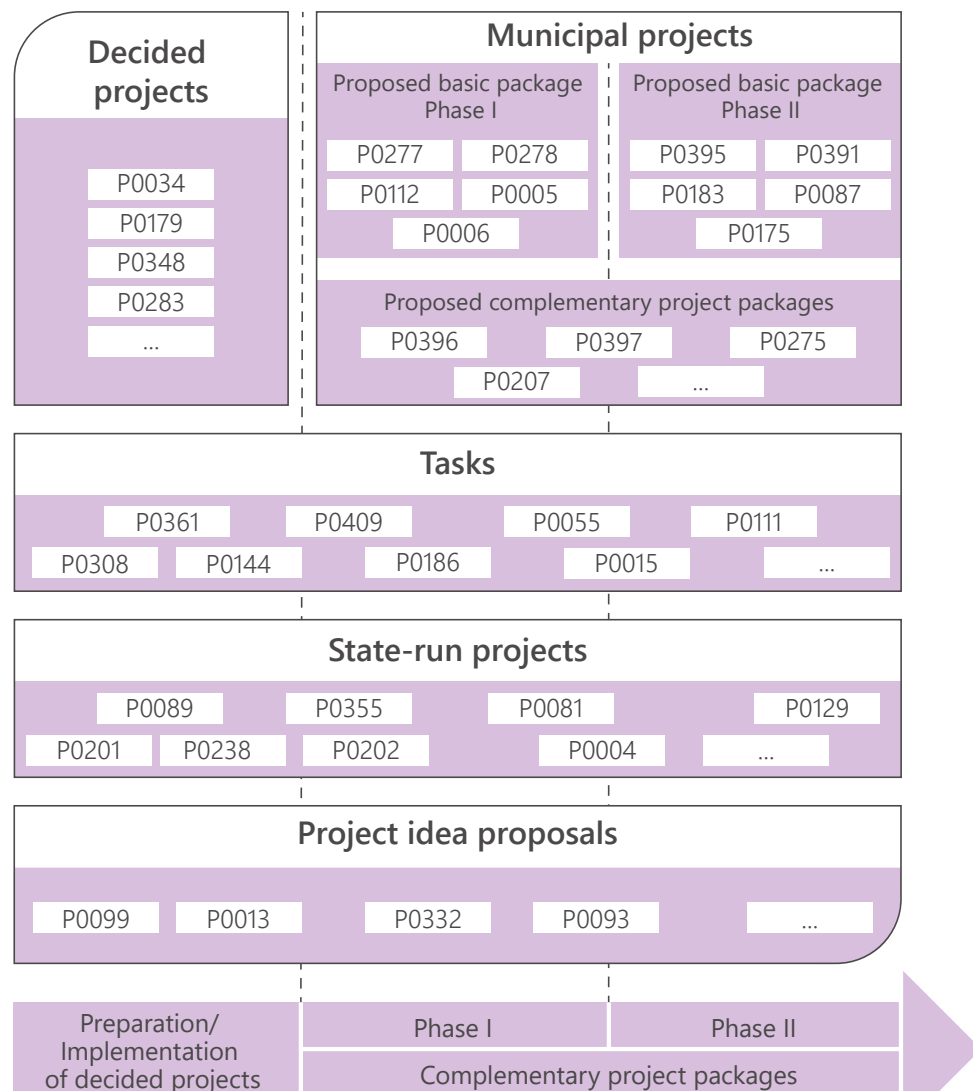 Decided
projects
P0034
P0179
P0348
P0283
...
Municipal projects
Proposed basic package
Phase I
P0277 P0278
P0112 P0005
P0006
Proposed basic package
Phase II
P0395 P0391
P0183 P0087
P0175
Proposed complementary project packages
P0396 P0397 P0275
P0207 ...
Tasks
P0361 P0409 P0055 P0111
P0308 P0144 P0186 P0015 ...
State-run projects
P0089 P0355 P0081 P0129
P0201 P0238 P0202 P0004 ...
Project idea proposals
P0099 P0013 P0332 P0093 ...
Preparation/
Implementation
of decided projects
Phase I Phase II
Complementary project packages